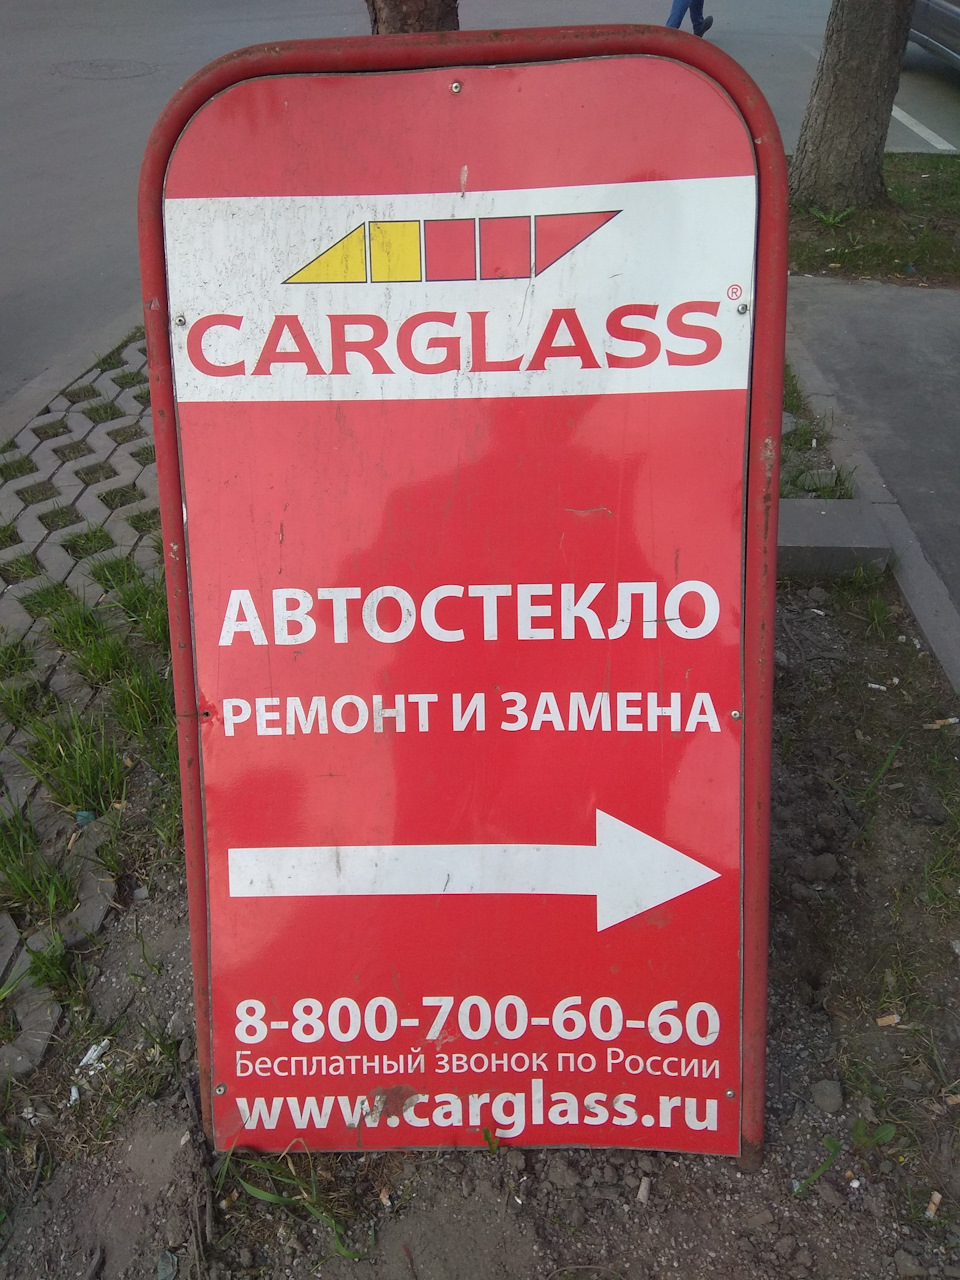 CARGLASS®
АВТОСТЕКЛО
РЕМОНТ И ЗАМЕНА
8-800-700-60-60
Бесплатный звонок по России
www.carglass.ru